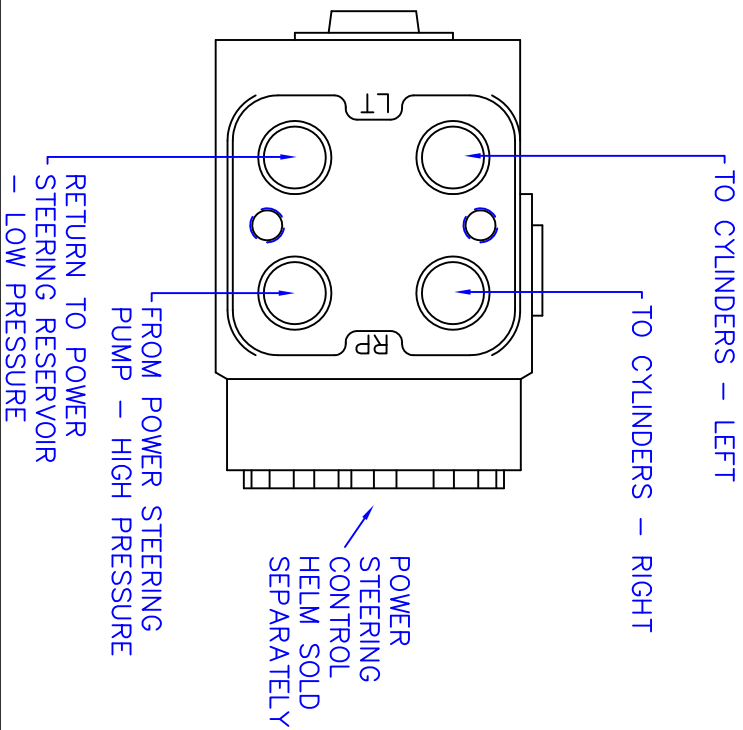 LT
RP
TO CYLINDERS – LEFT
TO CYLINDERS – RIGHT
POWER
STEERING
CONTROL
HELM SOLD
SEPARATELY
FROM POWER STEERING
PUMP – HIGH PRESSURE
RETURN TO POWER
STEERING RESERVOIR
– LOW PRESSURE